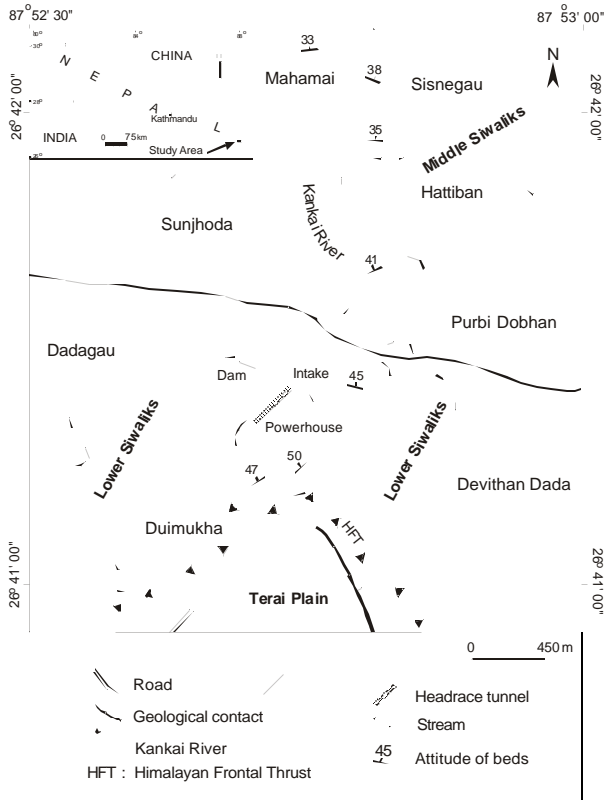 87° 52' 30"
87° 53' 00"
CHINA
33
N
Mahamai
38
Sisnegau
NEPAL
26° 42' 00"
26° 42' 00"
Kathmandu
INDIA
0 75 km
Study Area
35
Middle Siwaliks
Hattiban
Kankai River
Sunjhoda
41
Purbi Dobhan
Dadagau
Dam
Intake
45
Powerhouse
Lower Siwaliks
Lower Siwaliks
47
50
Devithan Dada
Duimukha
HFT
26° 41' 00"
26° 41' 00"
Terai Plain
0 450 m
Road
Headrace tunnel
Geological contact
Stream
Kankai River
45
Attitude of beds
HFT : Himalayan Frontal Thrust